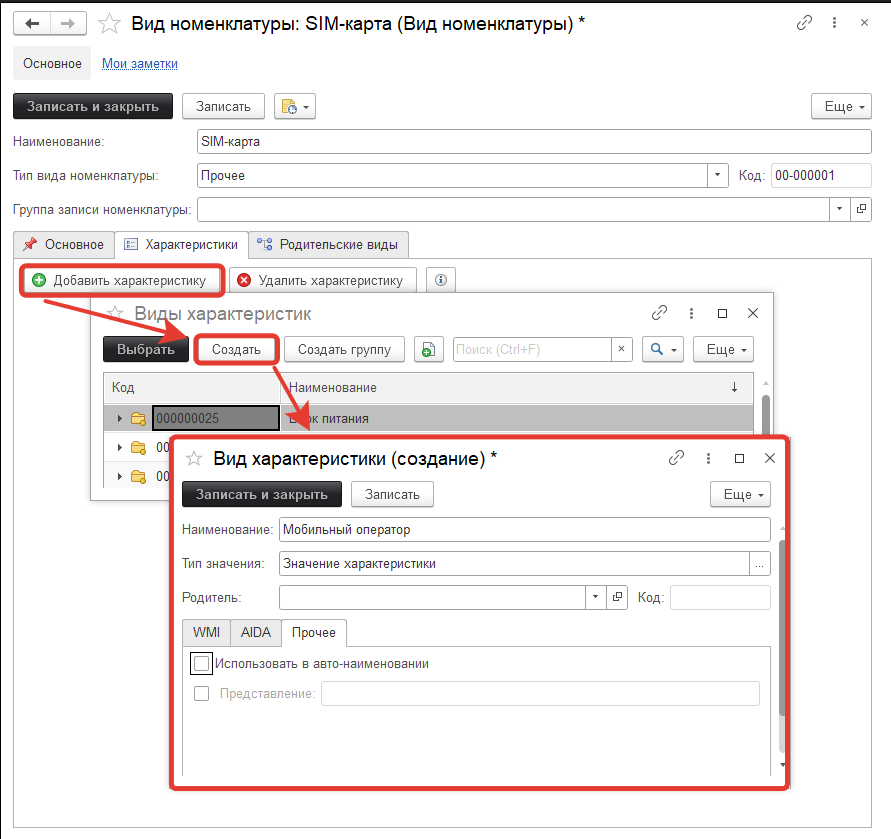 Вид номенклатуры: SIM-карта (Вид номенклатуры) *
Основное Мои заметки
Записать и закрыть Записать Еще
Наименование: SIM-карта
Тип вида номенклатуры: Прочее Код: 00-000001
Группа записи номенклатуры:
Основное Характеристики Родительские виды
Добавить характеристику Удалить характеристику
Виды характеристик
Выбрать Создать Создать группу Поиск (Ctrl+F) × Еще
Код Наименование ↓
000000025 питания
00
00
Вид характеристики (создание) *
Записать и закрыть Записать Еще
Наименование: Мобильный оператор
Тип значения: Значение характеристики ...
Родитель: Код:
WMI AIDA Прочее
Использовать в авто-наименовании
Представление: